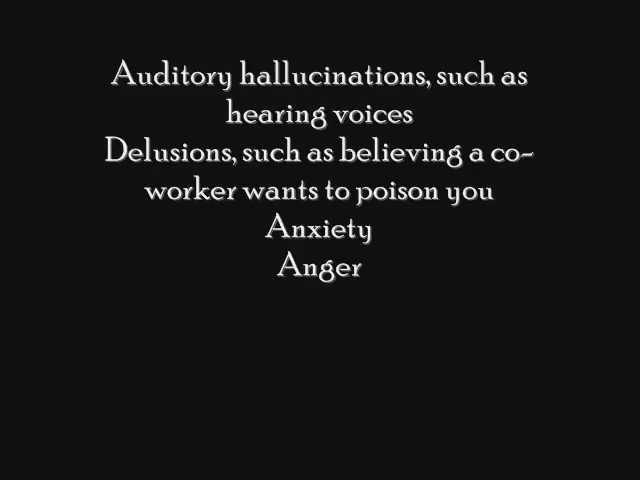 Auditory hallucinations, such as
hearing voices
Delusions, such as believing a co-
worker wants to poison you
Anxiety
Anger